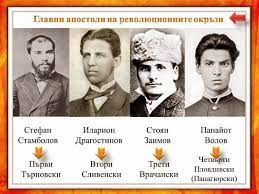 Главни апостоли на революционните окръзи
Стефан
Стамболов
Иларион
Драгостинов
Стоян
Заимов
Панайот
Волов
Първи
Търновски
Втори
Сливенски
Трети
Врачански
Четвърти
Пловдивски
(Панагюрски)